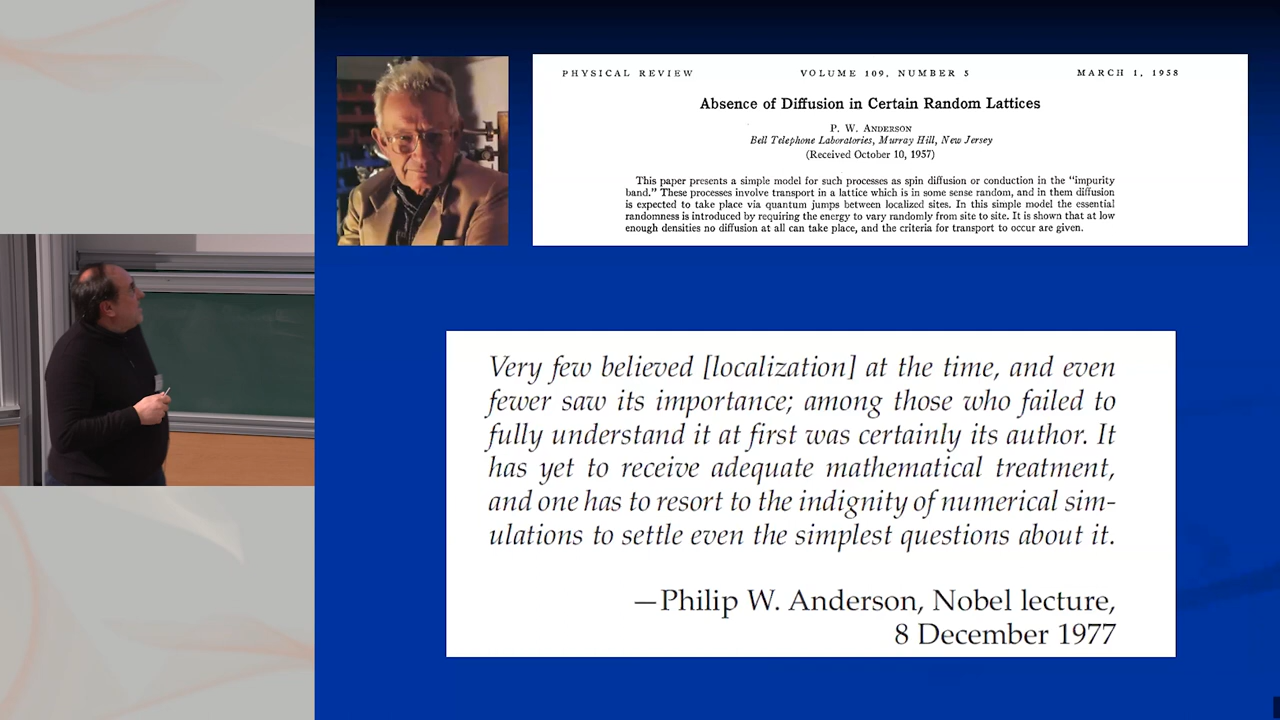 PHYSICAL REVIEW VOLUME 109, NUMBER 5 MARCH 1, 1958
Absence of Diffusion in Certain Random Lattices
P. W. ANDERSON
Bell Telephone Laboratories, Murray Hill, New Jersey
(Received October 10, 1957)
This paper presents a simple model for such processes as spin diffusion or conduction in the “impurity
band.” These processes involve transport in a lattice which is in some sense random, and in them diffusion
is expected to take place via quantum jumps between localized sites. In this simple model the essential
randomness is introduced by requiring the energy to vary randomly from site to site. It is shown that at low
enough densities no diffusion at all can take place, and the criteria for transport to occur are given.
Very few believed [localization] at the time, and even
fewer saw its importance; among those who failed to
fully understand it at first was certainly its author. It
has yet to receive adequate mathematical treatment,
and one has to resort to the indignity of numerical sim-
ulations to settle even the simplest questions about it.
—Philip W. Anderson, Nobel lecture,
8 December 1977